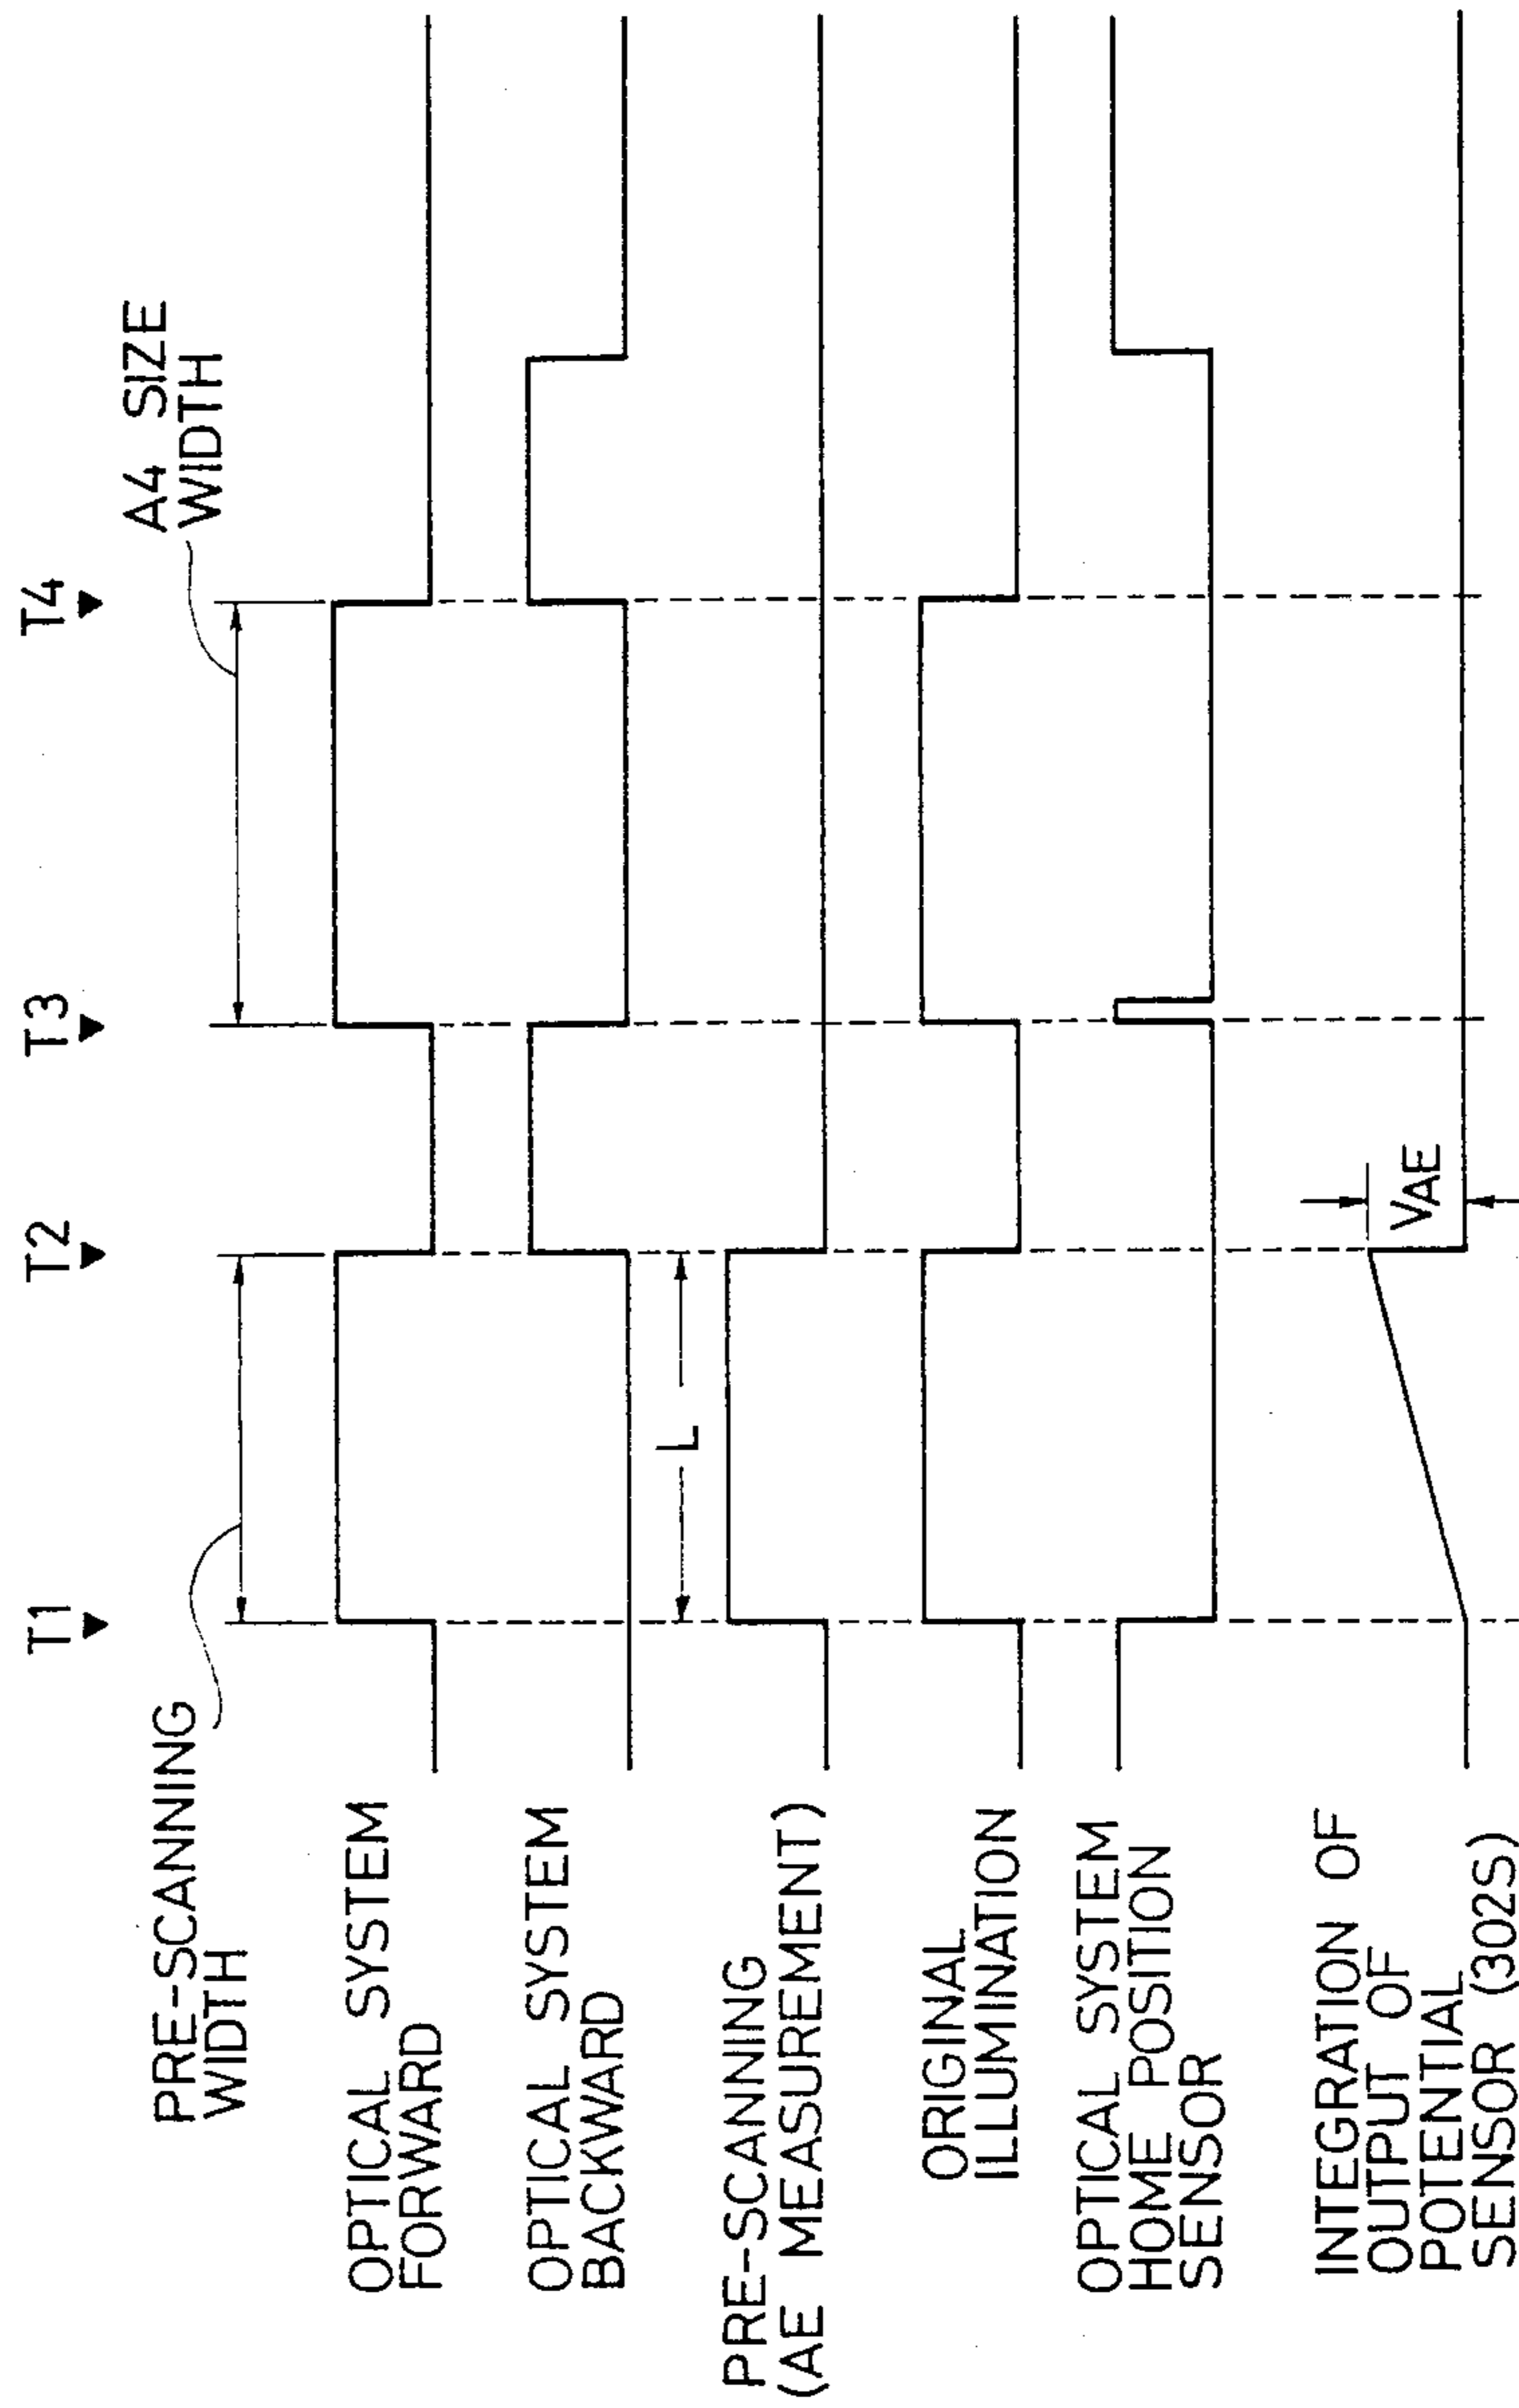 T1
T2
T3
T4
PRE-SCANNING
WIDTH
A4 SIZE
WIDTH
OPTICAL SYSTEM
FORWARD
OPTICAL SYSTEM
BACKWARD
L
PRE-SCANNING
(AE MEASUREMENT)
ORIGINAL
ILLUMINATION
OPTICAL SYSTEM
HOME POSITION
SENSOR
VAE
INTEGRATION OF
OUTPUT OF
POTENTIAL
SENSOR (302S)